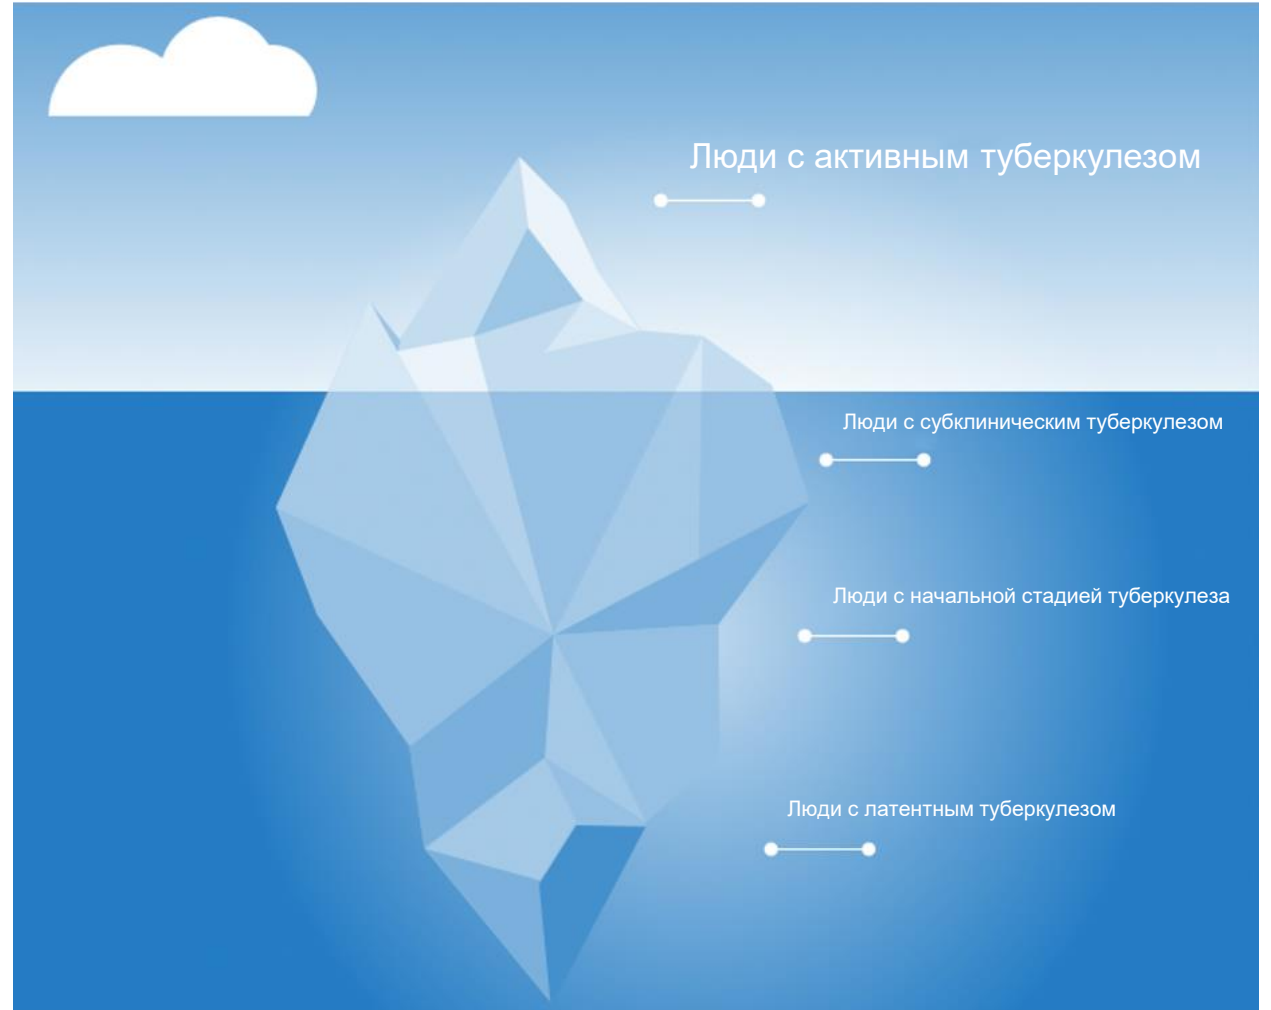 Люди с активным туберкулезом
Люди с субклиническим туберкулезом
Люди с начальной стадией туберкулеза
Люди с латентным туберкулезом